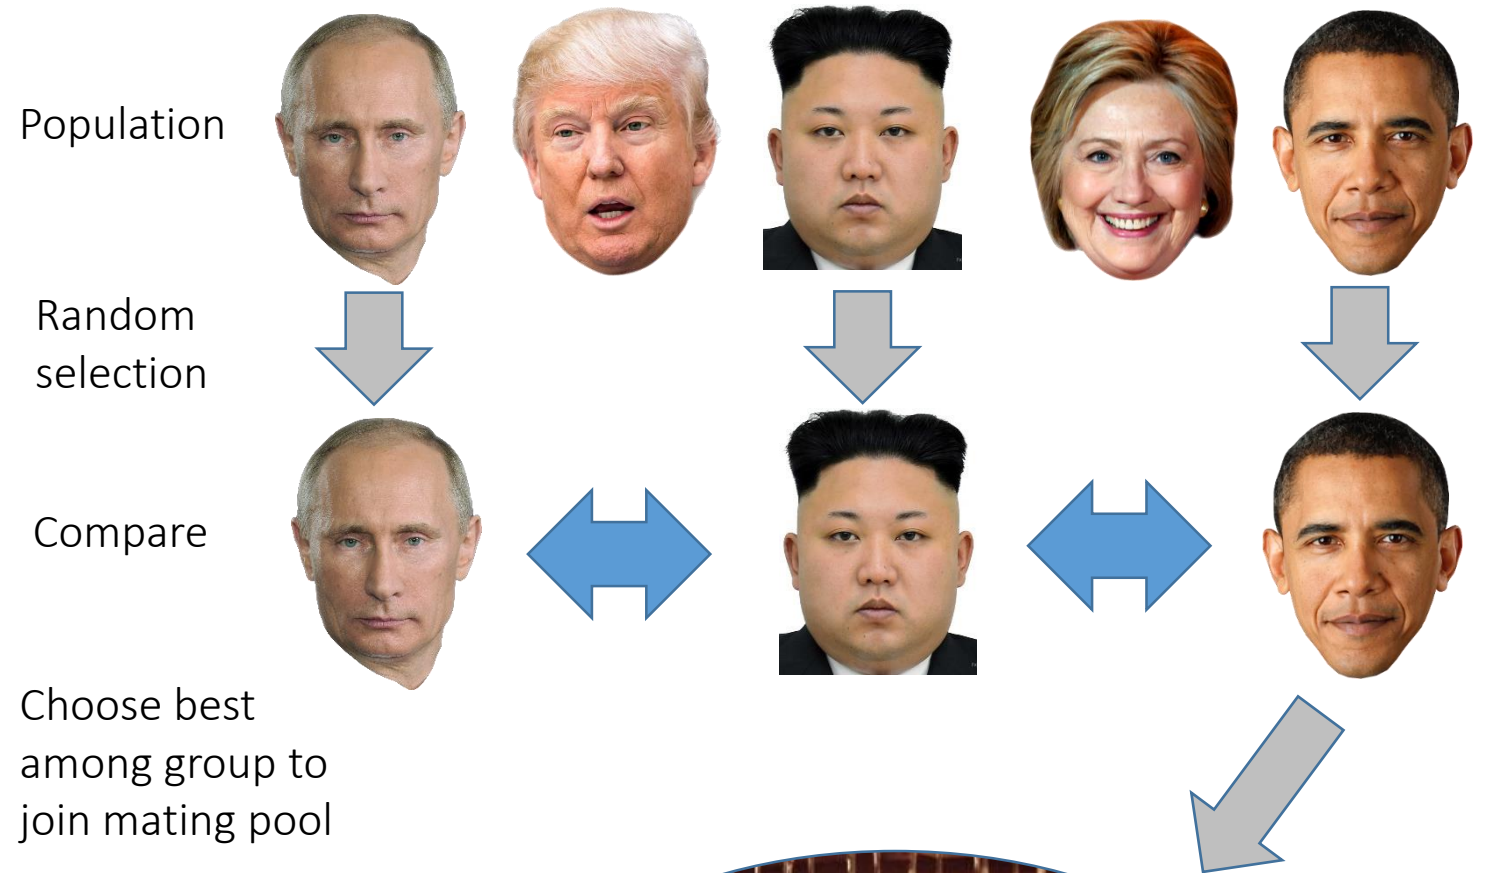 Population
Random
selection
Compare
Choose best
among group to
join mating pool